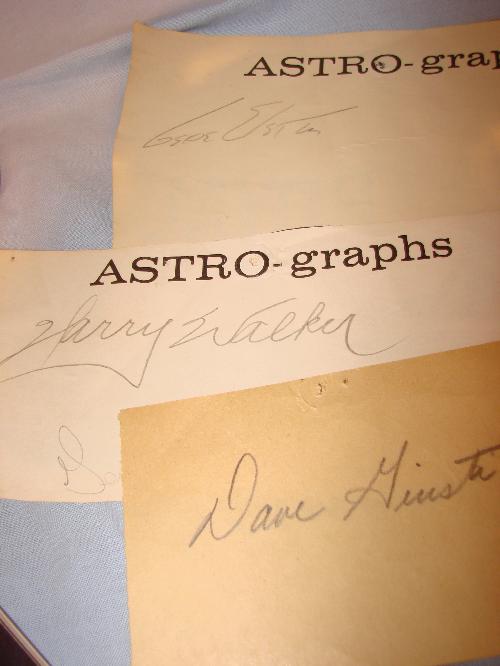 ASTRO-grap
Gene Elston
ASTRO-graphs
Harry Walker
Dave Giusti